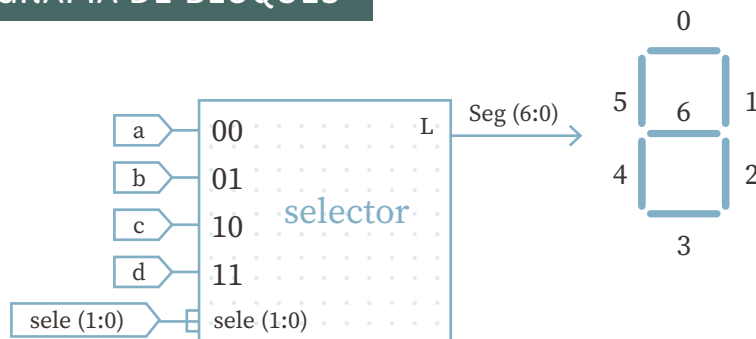 DE BLOQUES
0
5
6
1
4
2
3
a
00
L
Seg (6:0)
b
01
selector
c
10
d
11
sele (1:0)
sele (1:0)